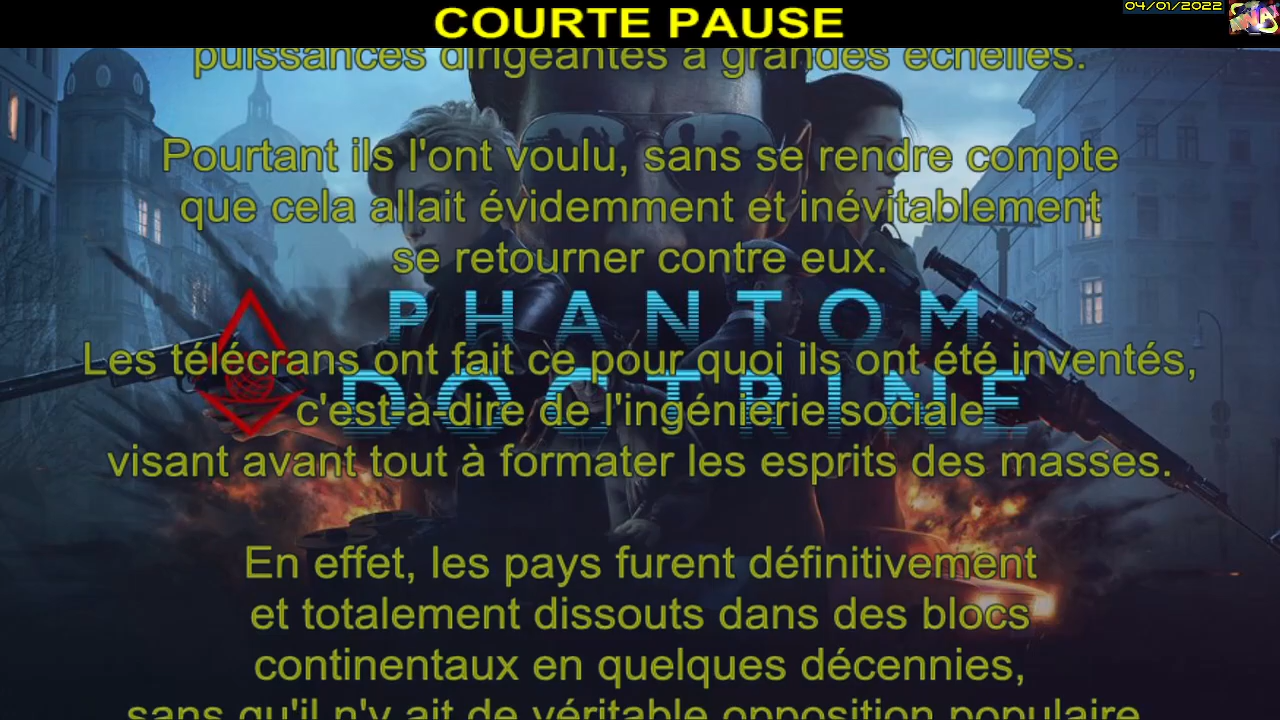 COURTE PAUSE
04/01/2022
puissances dirigeantes à grandes échelles.
Pourtant ils l'ont voulu, sans se rendre compte
que cela allait évidemment et inévitablement
se retourner contre eux.
PHANTOM
DOCTRINE
Les télécrans ont fait ce pour quoi ils ont été inventés,
c'est-à-dire de l'ingénierie sociale
visant avant tout à formater les esprits des masses.
En effet, les pays furent définitivement
et totalement dissouts dans des blocs
continentaux en quelques décennies,
sans qu'il n'y ait de véritable opposition populaire